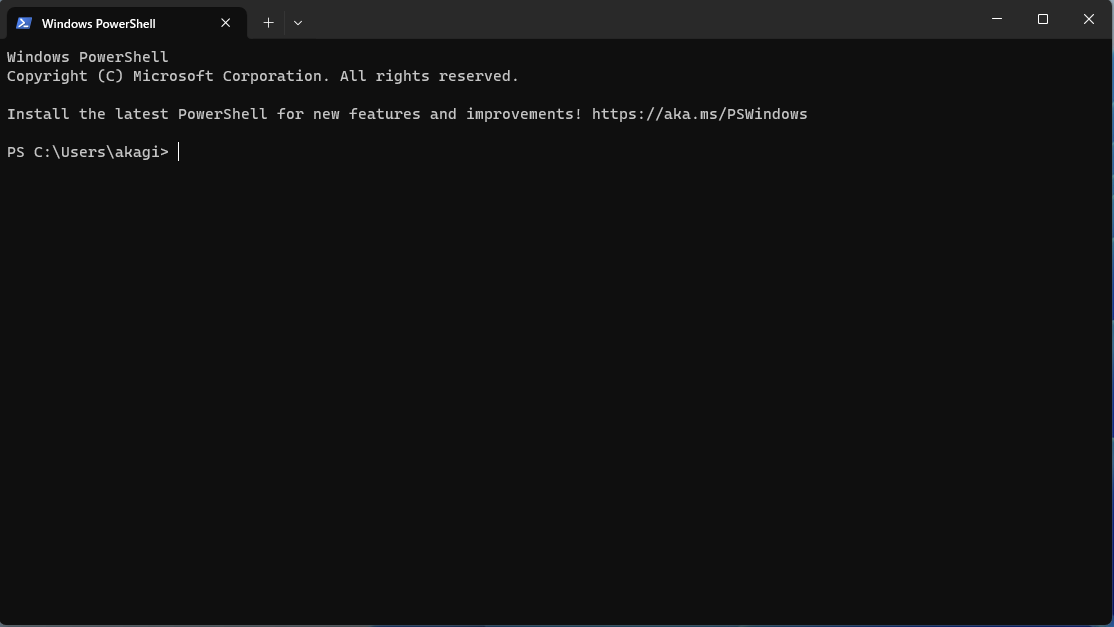 Windows PowerShell
Windows PowerShell
Copyright (C) Microsoft Corporation. All rights reserved.
Install the latest PowerShell for new features and improvements! https://aka.ms/PSWindows
PS C:\Users\akagi>